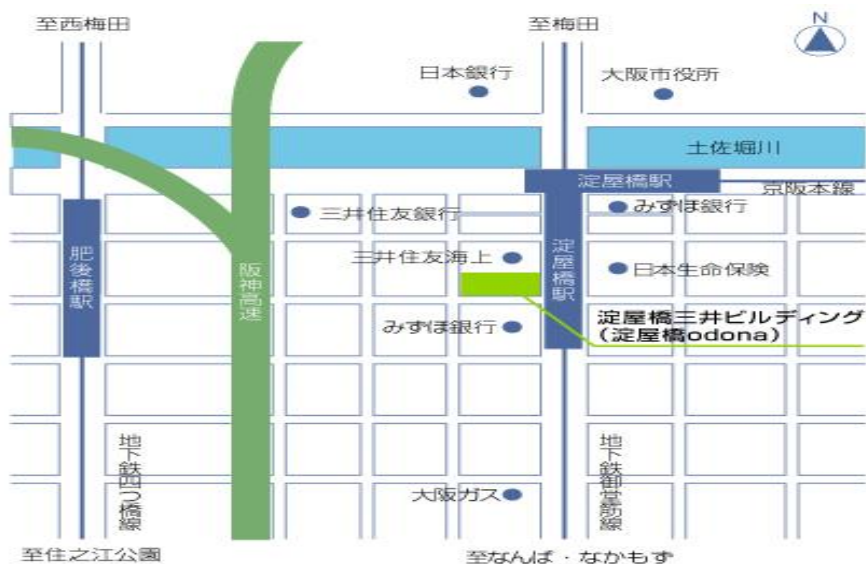 至西梅田
至梅田
N
日本銀行
大阪市役所
土佐堀川
淀屋橋駅
京阪本線
三井住友銀行
みずほ銀行
肥後橋駅
阪神高速
三井住友海上
淀屋橋駅
日本生命保険
淀屋橋三井ビルディング
(淀屋橋odona)
みずほ銀行
地下鉄四つ橋線
地下鉄御堂筋線
大阪ガス
至住之江公園
至なんば・なかもず